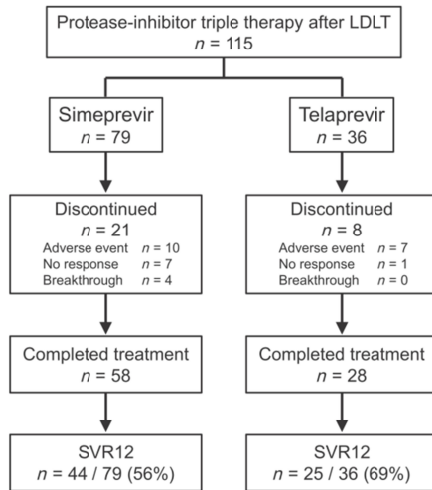 Protease-inhibitor triple therapy after LDLT
n = 115
Simeprevir
n = 79
Telaprevir
n = 36
Discontinued
n = 21
Adverse event n = 10
No response n = 7
Breakthrough n = 4
Discontinued
n = 8
Adverse event n = 7
No response n = 1
Breakthrough n = 0
Completed treatment
n = 58
Completed treatment
n = 28
SVR12
n = 44 / 79 (56%)
SVR12
n = 25 / 36 (69%)